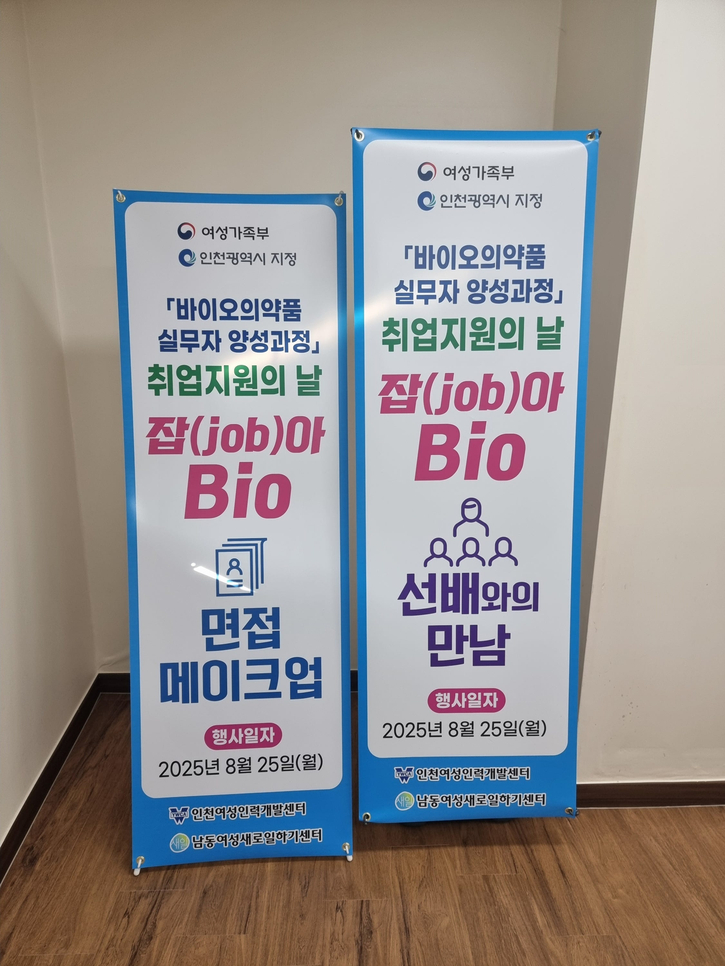 여성가족부
인천광역시 지정
「바이오의약품
실무자 양성과정」
취업지원의 날
잡(job)아
Bio
면접
메이크업
행사일자
2025년 8월 25일(월)
YWCA 인천여성인력개발센터
새일 남동여성새로일하기센터
여성가족부
인천광역시 지정
「바이오의약품
실무자 양성과정」
취업지원의 날
잡(job)아
Bio
선배와의
만남
행사일자
2025년 8월 25일(월)
YWCA 인천여성인력개발센터
새일 남동여성새로일하기센터